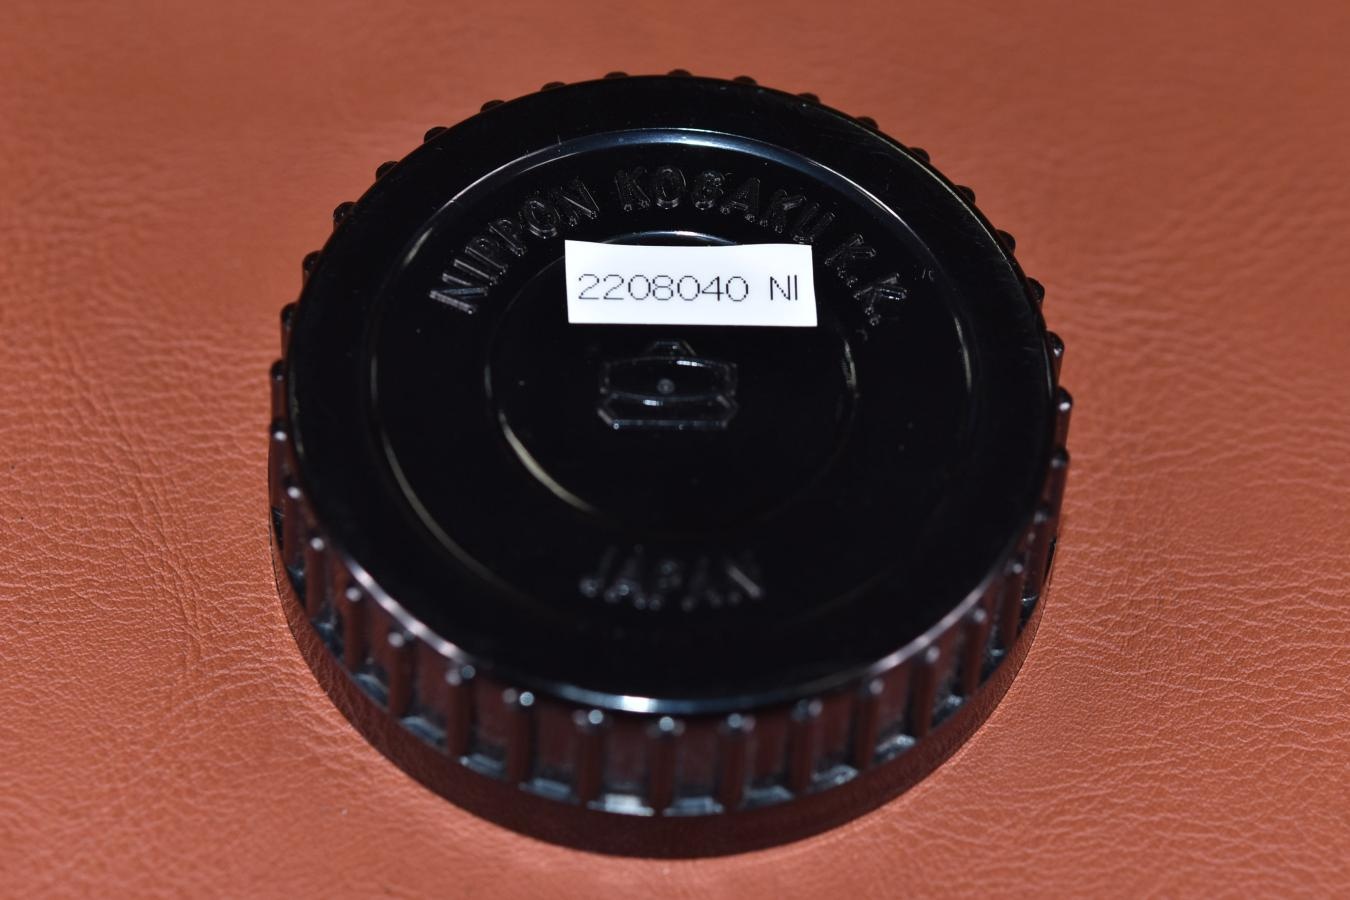 NIPPON KOGAKU K.K.
2208040 NI
JAPAN